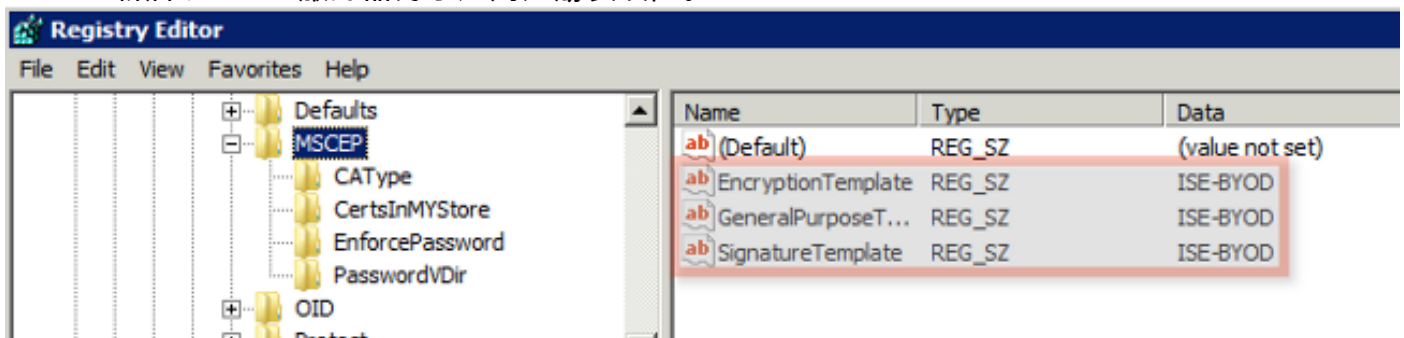 Registry Editor
File Edit View Favorites Help
Defaults
MSCEP
CAType
CertsInMYStore
EnforcePassword
PasswordVDir
OID
Name Type Data
(Default) REG_SZ (value not set)
EncryptionTemplate REG_SZ ISE-BYOD
GeneralPurposeT... REG_SZ ISE-BYOD
SignatureTemplate REG_SZ ISE-BYOD